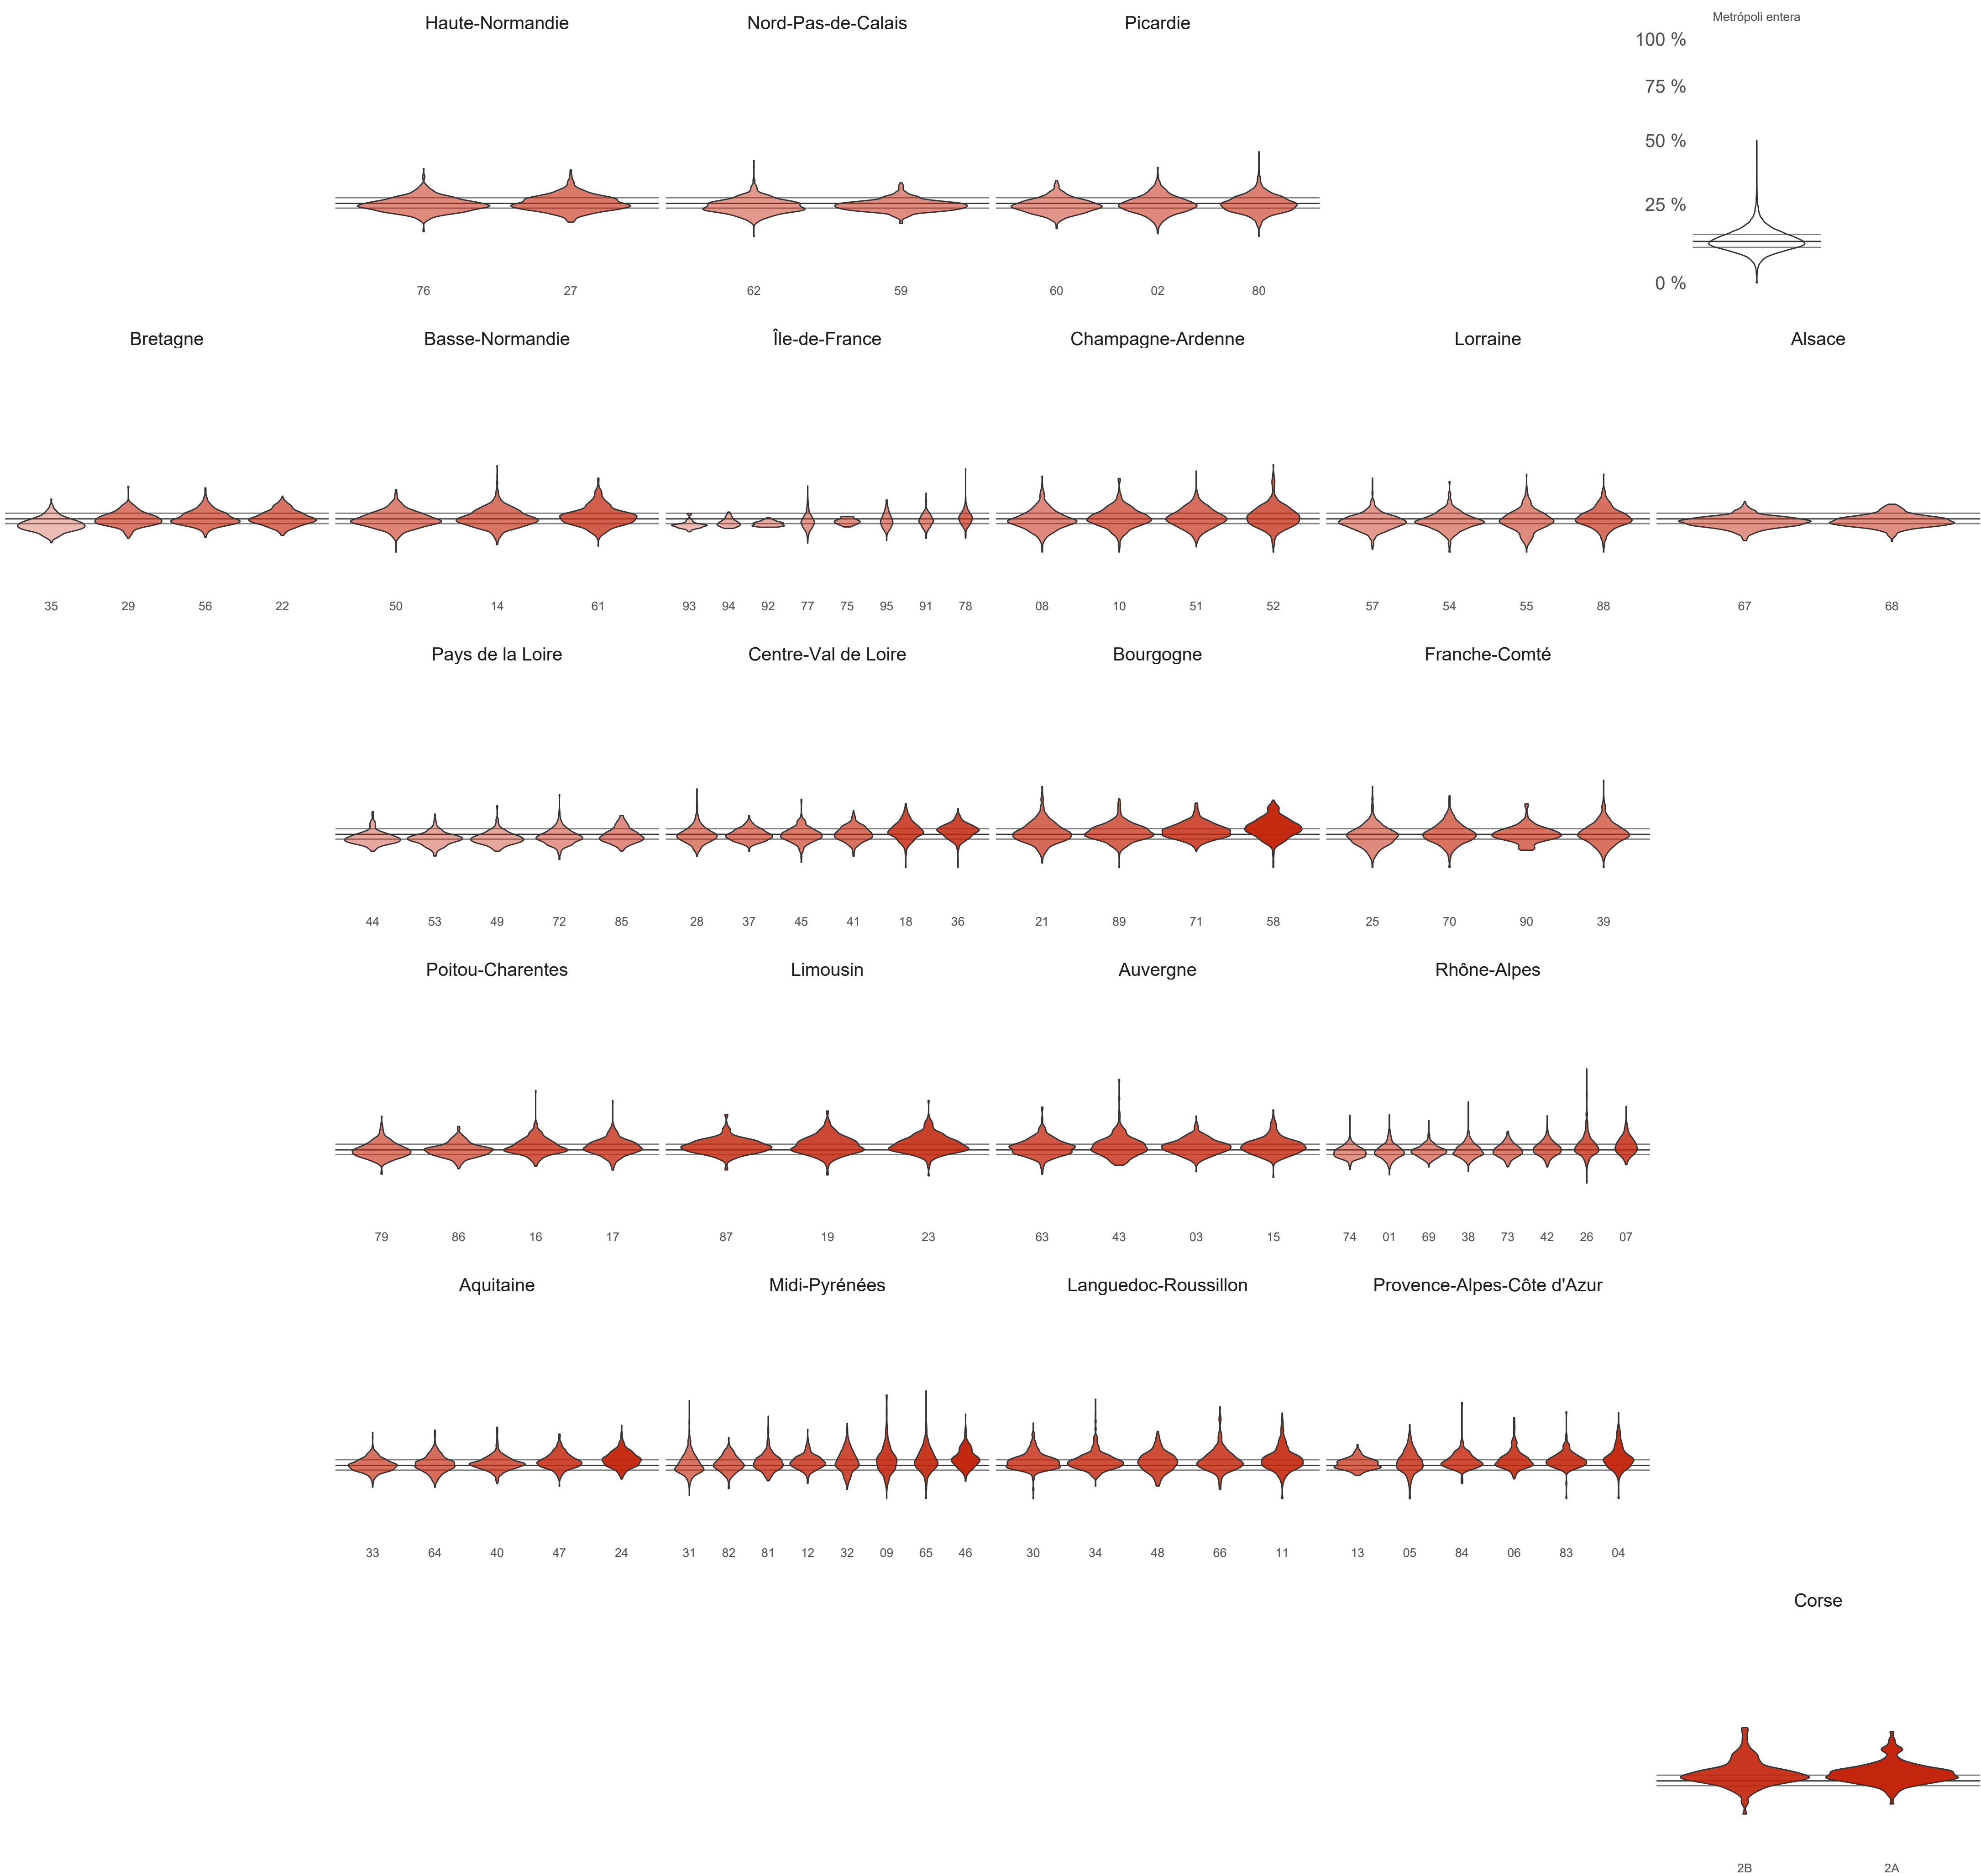 Haute-Normandie Nord-Pas-de-Calais Picardie Metrópoli entera
100 %
75 %
50 %
25 %
0 %
76 27 62 59 60 02 80
Bretagne Basse-Normandie Île-de-France Champagne-Ardenne Lorraine Alsace
35 29 56 22 50 14 61 93 94 92 77 75 95 91 78 08 10 51 52 57 54 55 88 67 68
Pays de la Loire Centre-Val de Loire Bourgogne Franche-Comté
44 53 49 72 85 28 37 45 41 18 36 21 89 71 58 25 70 90 39
Poitou-Charentes Limousin Auvergne Rhône-Alpes
79 86 16 17 87 19 23 63 43 03 15 74 01 69 38 73 42 26 07
Aquitaine Midi-Pyrénées Languedoc-Roussillon Provence-Alpes-Côte d'Azur
33 64 40 47 24 31 82 81 12 32 09 65 46 30 34 48 66 11 13 05 84 06 83 04
Corse
2B 2A